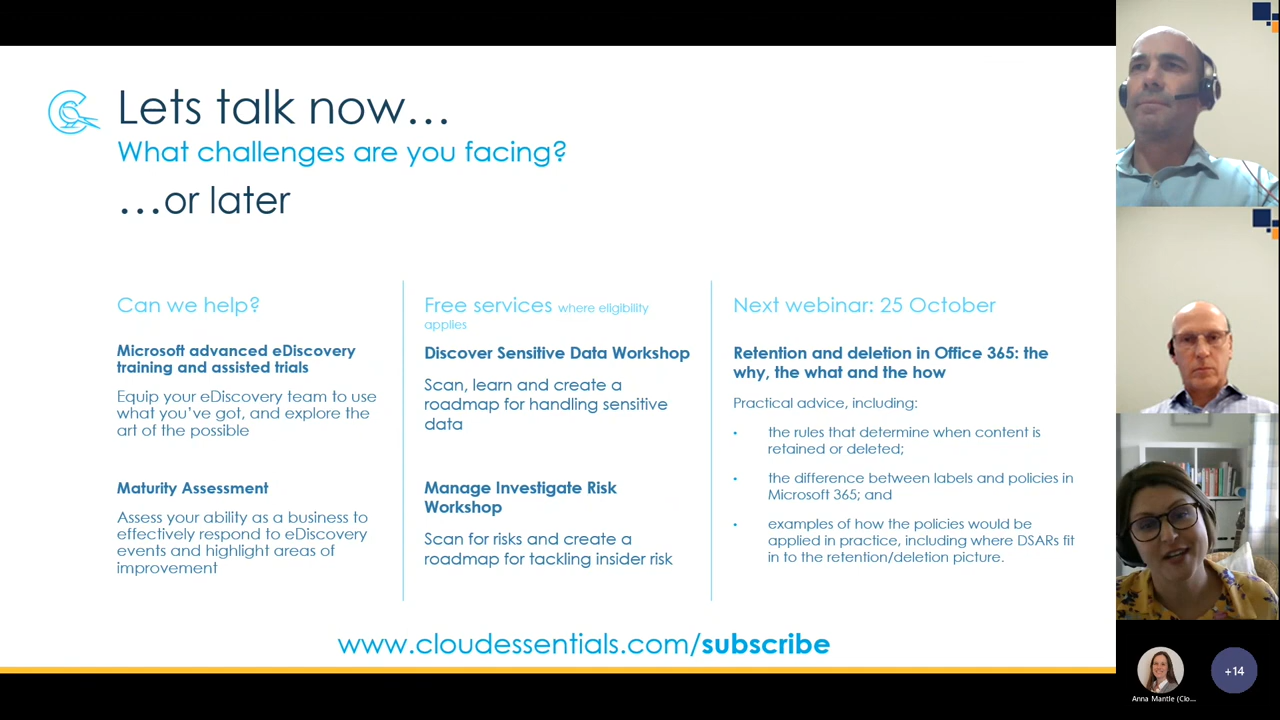 Lets talk now...
What challenges are you facing?
...or later
Can we help?
Microsoft advanced eDiscovery
training and assisted trials
Equip your eDiscovery team to use
what you've got, and explore the
art of the possible
Maturity Assessment
Assess your ability as a business to
effectively respond to eDiscovery
events and highlight areas of
improvement
Free services where eligibility
applies
Discover Sensitive Data Workshop
Scan, learn and create a
roadmap for handling sensitive
data
Manage Investigate Risk
Workshop
Scan for risks and create a
roadmap for tackling insider risk
Next webinar: 25 October
Retention and deletion in Office 365: the
why, the what and the how
Practical advice, including:
• the rules that determine when content is
retained or deleted;
• the difference between labels and policies in
Microsoft 365; and
• examples of how the policies would be
applied in practice, including where DSARs fit
in to the retention/deletion picture.
www.cloudessentials.com/subscribe
Anna Mantle (Clo...
+14